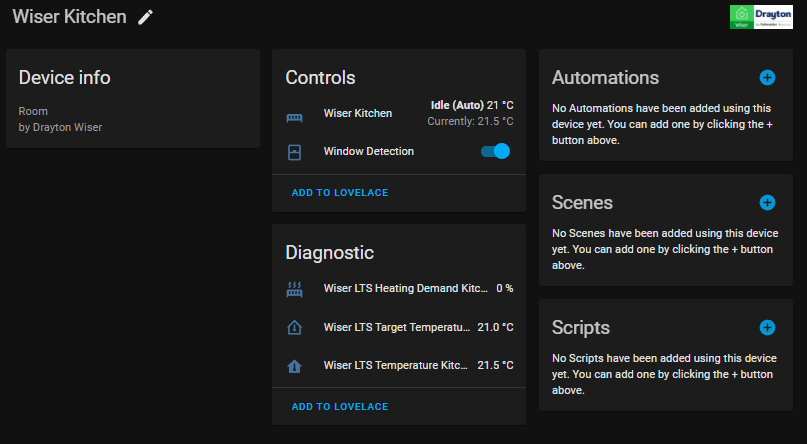 Wiser Kitchen
Wiser
Drayton
Device info
Room
by Drayton Wiser
Controls
Wiser Kitchen
Idle (Auto) 21 °C
Currently: 21.5 °C
Window Detection
ADD TO LOVELACE
Diagnostic
Wiser LTS Heating Demand Kitc... 0 %
Wiser LTS Target Temperatu... 21.0 °C
Wiser LTS Temperature Kitc... 21.5 °C
ADD TO LOVELACE
Automations
No Automations have been added using this
device yet. You can add one by clicking the +
button above.
Scenes
No Scenes have been added using this device
yet. You can add one by clicking the + button
above.
Scripts
No Scripts have been added using this device
yet. You can add one by clicking the + button
above.